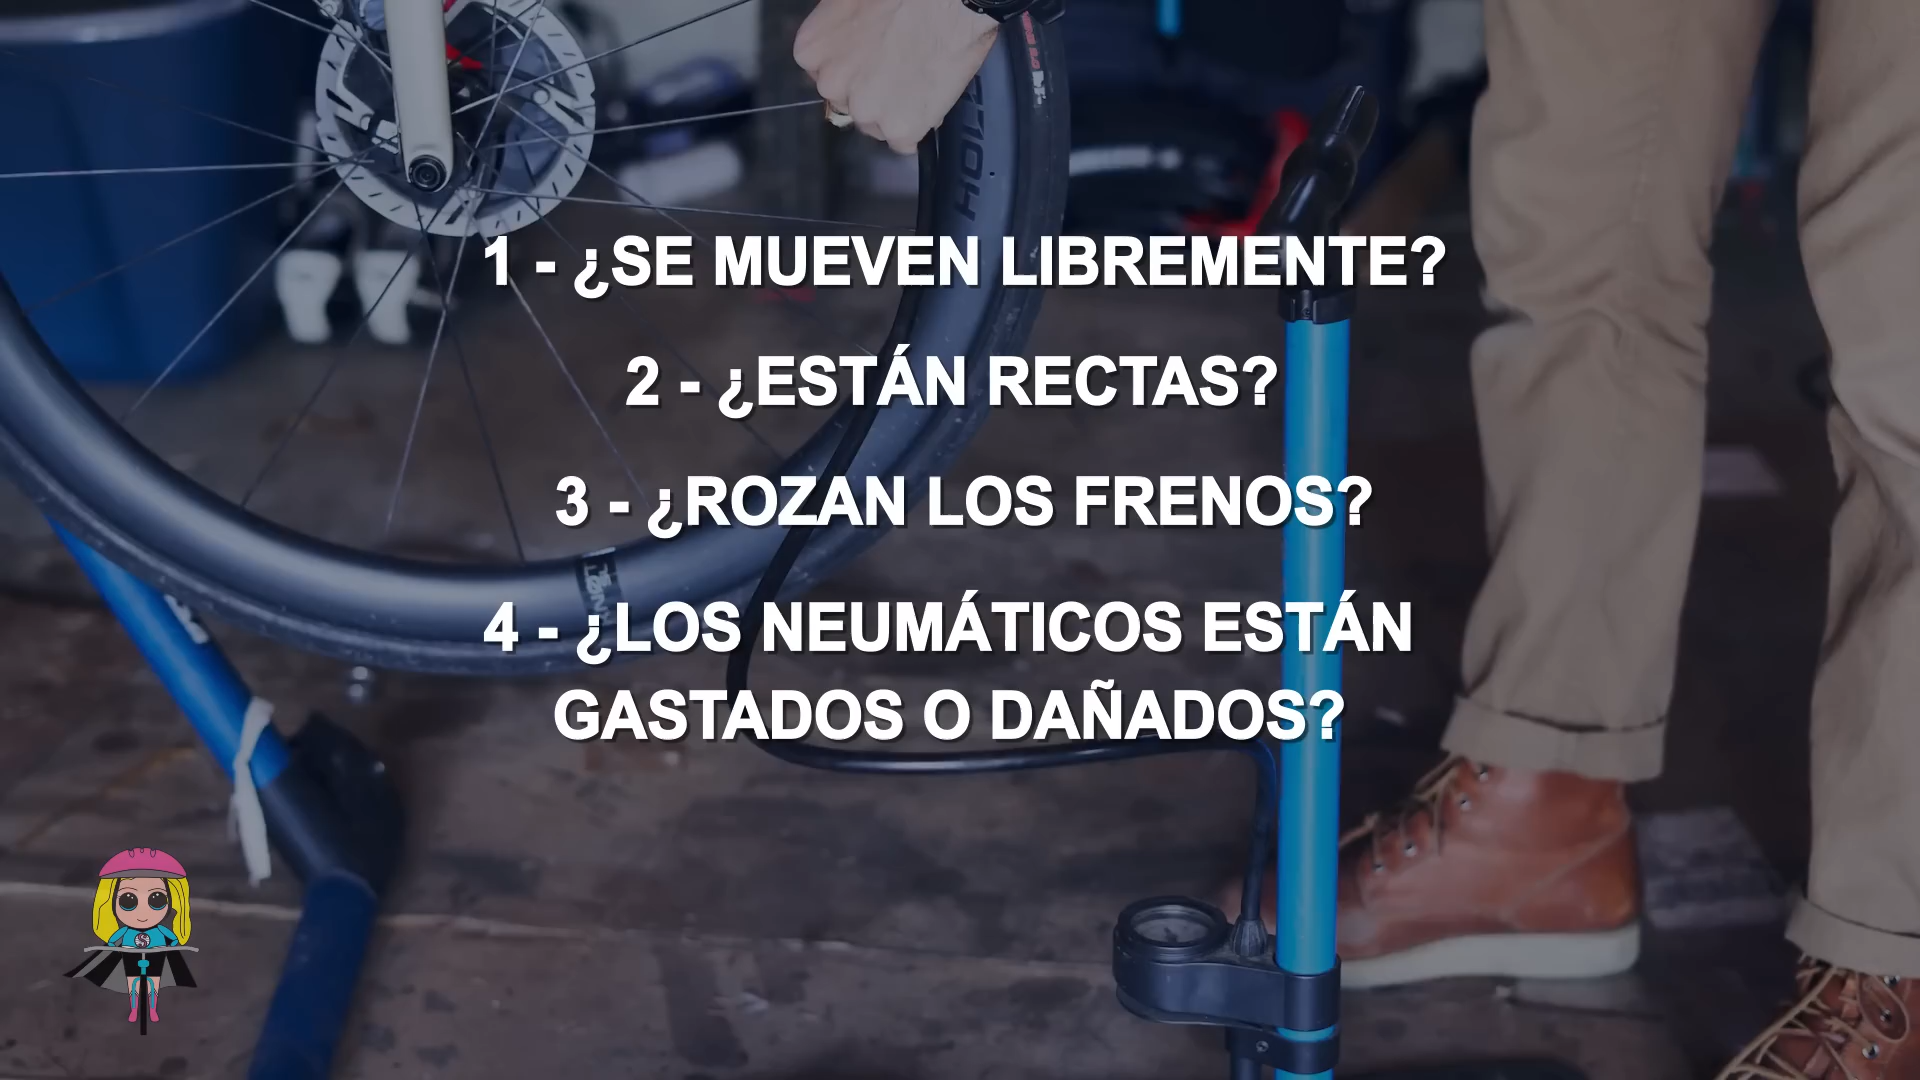 1 - ¿SE MUEVEN LIBREMENTE?
2 - ¿ESTÁN RECTAS?
3 - ¿ROZAN LOS FRENOS?
4 - ¿LOS NEUMÁTICOS ESTÁN
GASTADOS O DAÑADOS?